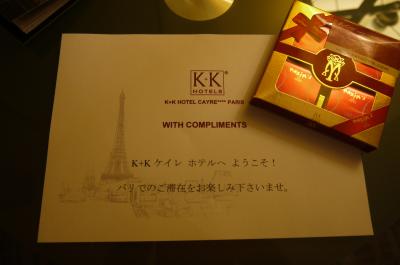 K+K®
HOTELS
K+K HOTEL CAYRE**** PARIS
WITH COMPLIMENTS
K+K ケイレ ホテルへ ようこそ！
パリでのご滞在をお楽しみ下さいませ。